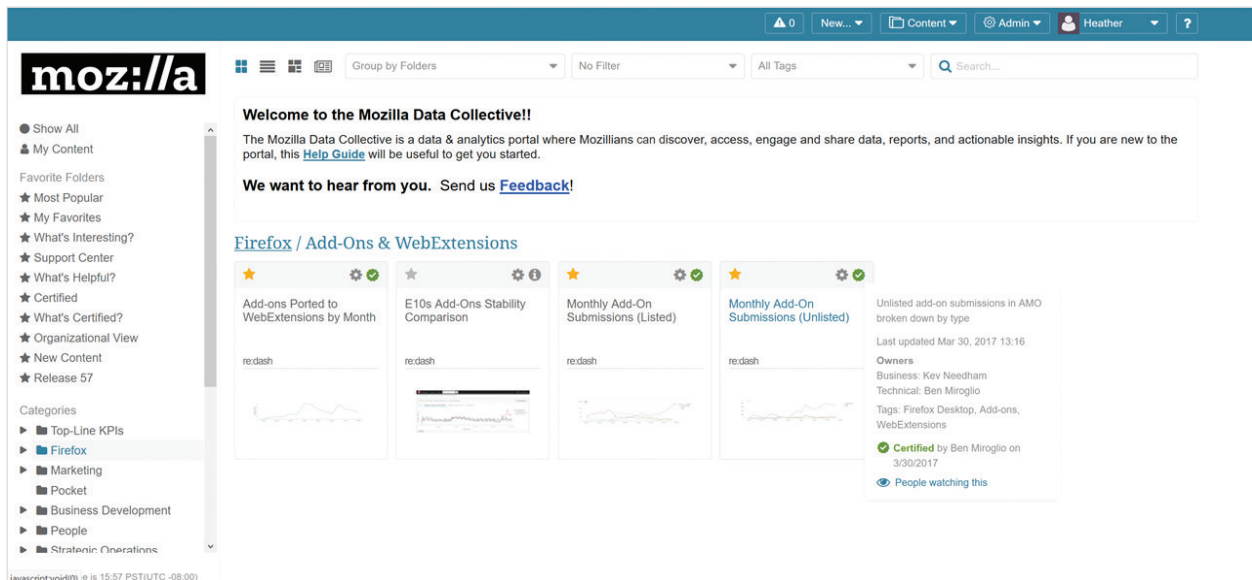 0 New... Content Admin Heather ?
moz://a
Group by Folders No Filter All Tags Search...
Show All
My Content
Favorite Folders
Most Popular
My Favorites
What's Interesting?
Support Center
What's Helpful?
Certified
What's Certified?
Organizational View
New Content
Release 57
Categories
Top-Line KPIs
Firefox
Marketing
Pocket
Business Development
People
Strategic Operations
javascript:void(0) e is 15:57 PST(UTC -08:00)
Welcome to the Mozilla Data Collective!!
The Mozilla Data Collective is a data & analytics portal where Mozillians can discover, access, engage and share data, reports, and actionable insights. If you are new to the
portal, this Help Guide will be useful to get you started.
We want to hear from you. Send us Feedback!
Firefox / Add-Ons & WebExtensions
Add-ons Ported to
WebExtensions by Month
re:dash
E10s Add-Ons Stability
Comparison
re:dash
Monthly Add-On
Submissions (Listed)
re:dash
Monthly Add-On
Submissions (Unlisted)
re:dash
Unlisted add-on submissions in AMO
broken down by type
Last updated Mar 30, 2017 13:16
Owners
Business: Kev Needham
Technical: Ben Miroglio
Tags: Firefox Desktop, Add-ons,
WebExtensions
Certified by Ben Miroglio on
3/30/2017
People watching this